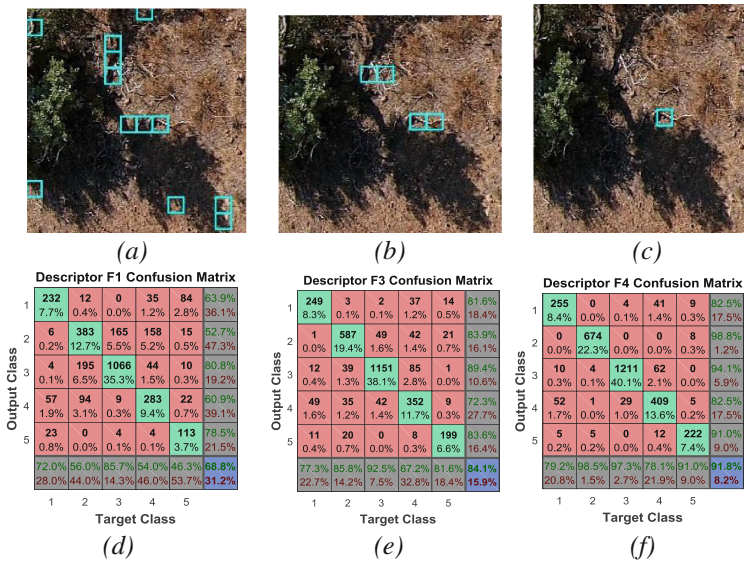 (a)
(b)
(c)
Descriptor F1 Confusion Matrix
Output Class
1
232 12 0 35 84 63.9%
7.7% 0.4% 0.0% 1.2% 2.8% 36.1%
2
6 383 165 158 15 52.7%
0.2% 12.7% 5.5% 5.2% 0.5% 47.3%
3
4 195 1066 44 10 80.8%
0.1% 6.5% 35.3% 1.5% 0.3% 19.2%
4
57 94 9 283 22 60.9%
1.9% 3.1% 0.3% 9.4% 0.7% 39.1%
5
23 0 4 4 113 78.5%
0.8% 0.0% 0.1% 0.1% 3.7% 21.5%
72.0% 56.0% 85.7% 54.0% 46.3% 68.8%
28.0% 44.0% 14.3% 46.0% 53.7% 31.2%
1 2 3 4 5
Target Class
(d)
Descriptor F3 Confusion Matrix
Output Class
1
249 3 2 37 14 81.6%
8.3% 0.1% 0.1% 1.2% 0.5% 18.4%
2
1 587 49 42 21 83.9%
0.0% 19.4% 1.6% 1.4% 0.7% 16.1%
3
12 39 1151 85 1 89.4%
0.4% 1.3% 38.1% 2.8% 0.0% 10.6%
4
49 35 42 352 9 72.3%
1.6% 1.2% 1.4% 11.7% 0.3% 27.7%
5
11 20 0 8 199 83.6%
0.4% 0.7% 0.0% 0.3% 6.6% 16.4%
77.3% 85.8% 92.5% 67.2% 81.6% 84.1%
22.7% 14.2% 7.5% 32.8% 18.4% 15.9%
1 2 3 4 5
Target Class
(e)
Descriptor F4 Confusion Matrix
Output Class
1
255 0 4 41 9 82.5%
8.4% 0.0% 0.1% 1.4% 0.3% 17.5%
2
0 674 0 0 8 98.8%
0.0% 22.3% 0.0% 0.0% 0.3% 1.2%
3
10 4 1211 62 0 94.1%
0.3% 0.1% 40.1% 2.1% 0.0% 5.9%
4
52 1 29 409 5 82.5%
1.7% 0.0% 1.0% 13.6% 0.2% 17.5%
5
5 5 0 12 222 91.0%
0.2% 0.2% 0.0% 0.4% 7.4% 9.0%
79.2% 98.5% 97.3% 78.1% 91.0% 91.8%
20.8% 1.5% 2.7% 21.9% 9.0% 8.2%
1 2 3 4 5
Target Class
(f)